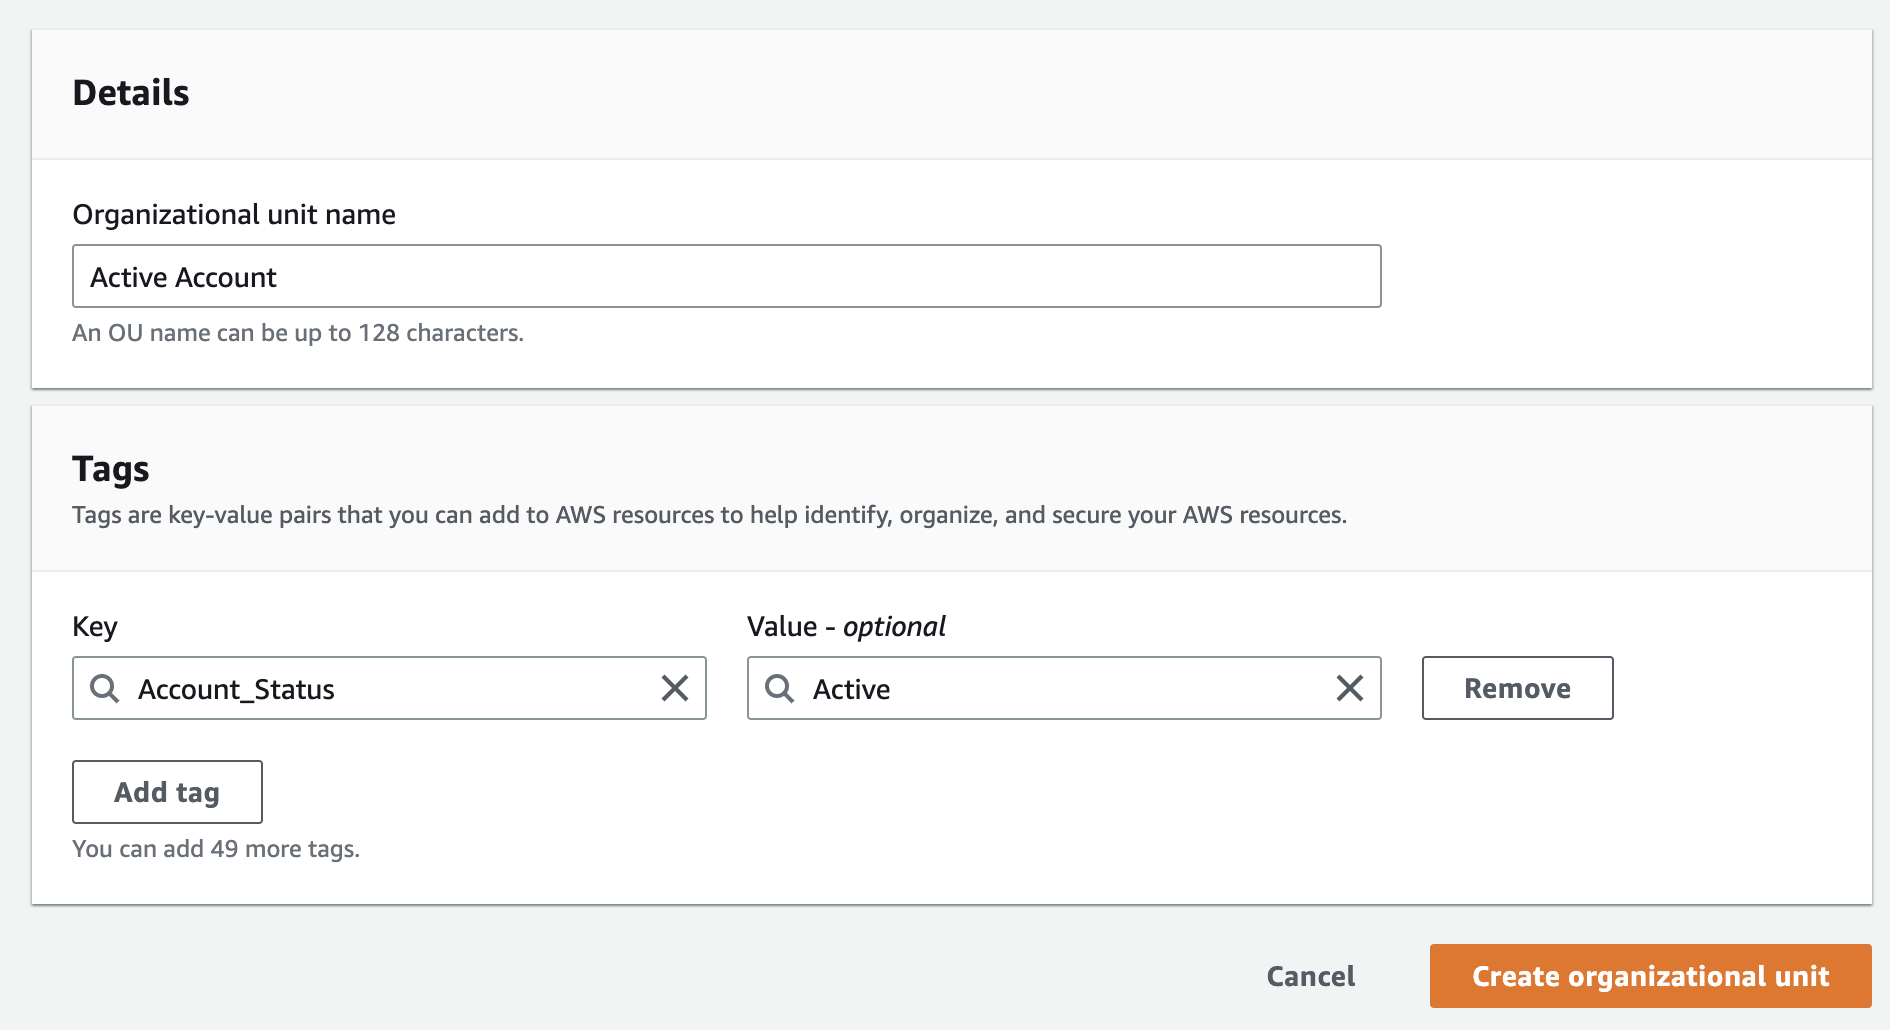 Details
Organizational unit name
Active Account
An OU name can be up to 128 characters.
Tags
Tags are key-value pairs that you can add to AWS resources to help identify, organize, and secure your AWS resources.
Key
Value - optional
Account_Status
Active
Remove
Add tag
You can add 49 more tags.
Cancel
Create organizational unit